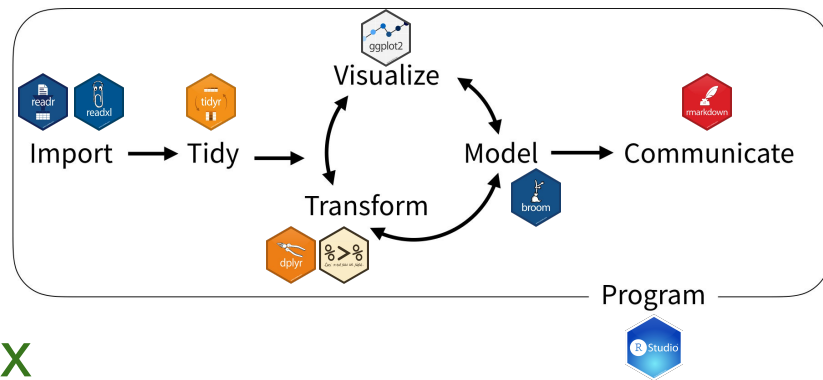 ggplot2
Visualize
readr
readxl
tidyr
rmarkdown
Import
Tidy
Model
Communicate
broom
Transform
dplyr
%>%
Program
R Studio
X